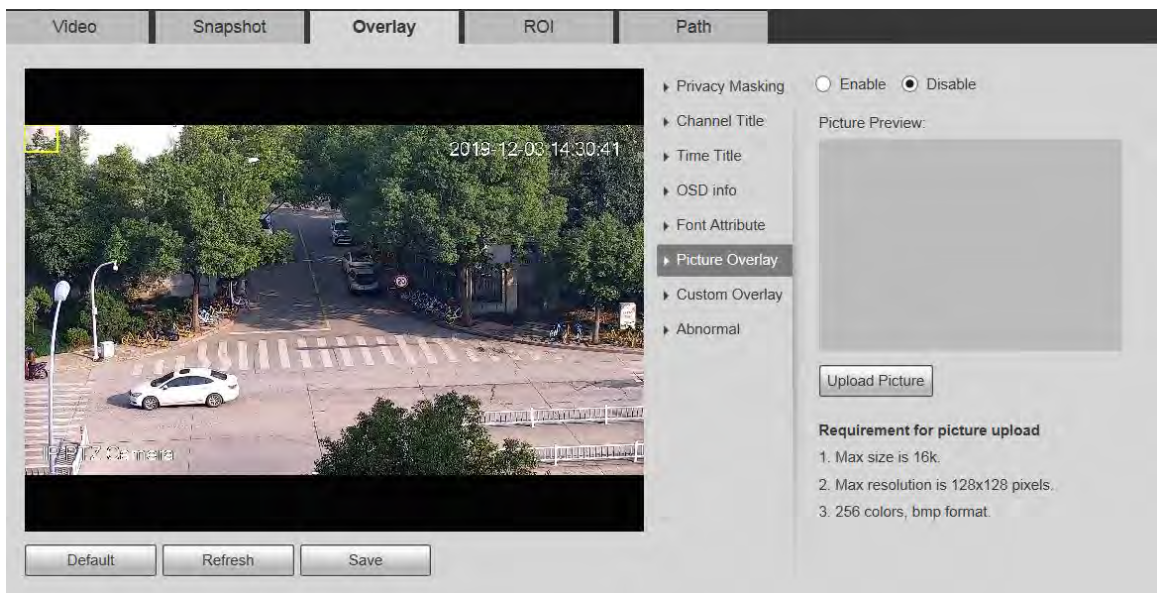 Video
Snapshot
Overlay
ROI
Path
2019-12-03 14:30:41
Camera
Privacy Masking
Channel Title
Time Title
OSD info
Font Attribute
Picture Overlay
Custom Overlay
Abnormal
Enable
Disable
Picture Preview:
Upload Picture
Requirement for picture upload
1. Max size is 16k.
2. Max resolution is 128x128 pixels.
3. 256 colors, bmp format.
Default
Refresh
Save